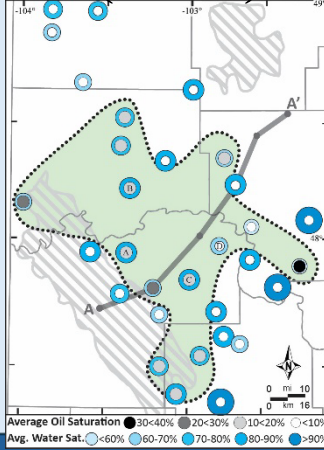 -104° -103° 49°
A'
B
48°
A D
C
A
N
0 mi 10
0 km 16
Average Oil Saturation 30<40% 20<30% 10<20% <10%
Avg. Water Sat. <60% 60-70% 70-80% 80-90% >90%